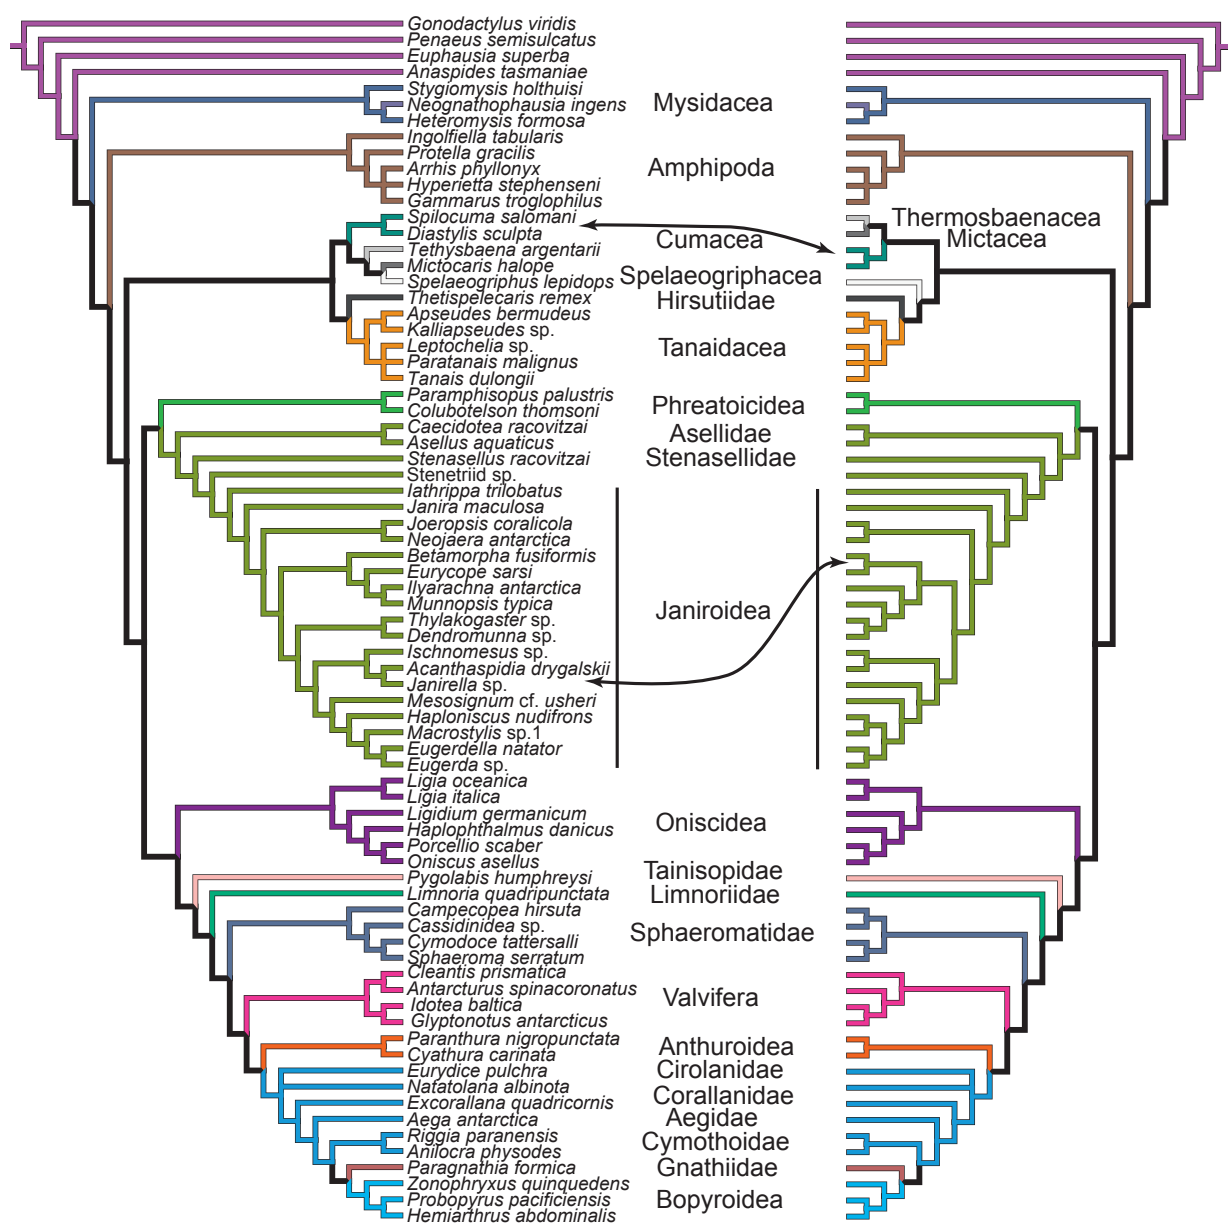 Gonodactylus viridis
Penaeus semisulcatus
Euphausia superba
Anaspides tasmaniae
Stygiomysis holthuisi
Neognathophausia ingens
Heteromysis formosa
Mysidacea
Ingolfiella tabularis
Protella gracilis
Arrhis phyllonyx
Hyperietta stephenseni
Gammarus troglophilus
Amphipoda
Spilocuma salomani
Diastylis sculpta
Tethysbaena argentarii
Mictocaris halope
Spelaeogriphus lepidops
Thetispelecaris remex
Thermosbaenacea
Mictacea
Cumacea
Spelaeogriphacea
Hirsutiidae
Apseudes bermudeus
Kalliapseudes sp.
Leptochelia sp.
Paratanais malignus
Tanais dulongii
Tanaidacea
Paramphisopus palustris
Colubotelson thomsoni
Phreatoicidea
Caecidotea racovitzai
Asellus aquaticus
Asellidae
Stenasellus racovitzai
Stenasellidae
Stenetriid sp.
Iathrippa trilobatus
Janira maculosa
Joeropsis coralicola
Neojaera antarctica
Betamorpha fusiformis
Eurycope sarsi
Ilyarachna antarctica
Munnopsis typica
Thylakogaster sp.
Dendromunna sp.
Ischnomesus sp.
Acanthaspidia drygalskii
Janirella sp.
Mesosignum cf. usheri
Haploniscus nudifrons
Macrostylis sp.1
Eugerdella natator
Eugerda sp.
Janiroidea
Ligia oceanica
Ligia italica
Ligidium germanicum
Haplophthalmus danicus
Porcellio scaber
Oniscus asellus
Oniscidea
Pygolabis humphreysi
Tainisopidae
Limnoria quadripunctata
Limnoriidae
Campecopea hirsuta
Cassidinidea sp.
Cymodoce tattersalli
Sphaeroma serratum
Sphaeromatidae
Cleantis prismatica
Antarcturus spinacoronatus
Idotea baltica
Glyptonotus antarcticus
Valvifera
Paranthura nigropunctata
Cyathura carinata
Anthuroidea
Eurydice pulchra
Natatolana albinota
Cirolanidae
Excorallana quadricornis
Corallanidae
Aega antarctica
Aegidae
Riggia paranensis
Anilocra physodes
Cymothoidae
Paragnathia formica
Gnathiidae
Zonophryxus quinquedens
Probopyrus pacificiensis
Hemiarthrus abdominalis
Bopyroidea